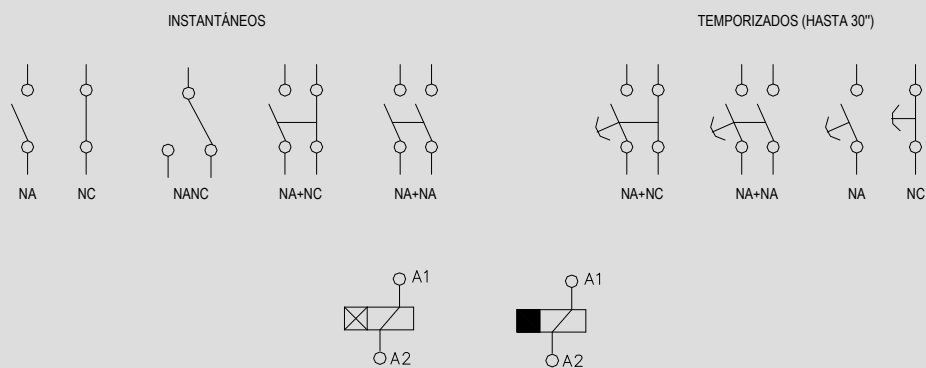 INSTANTÁNEOS
TEMPORIZADOS (HASTA 30")
NA NC NANC NA+NC NA+NA NA+NC NA+NA NA NC
A1 A1
A2 A2